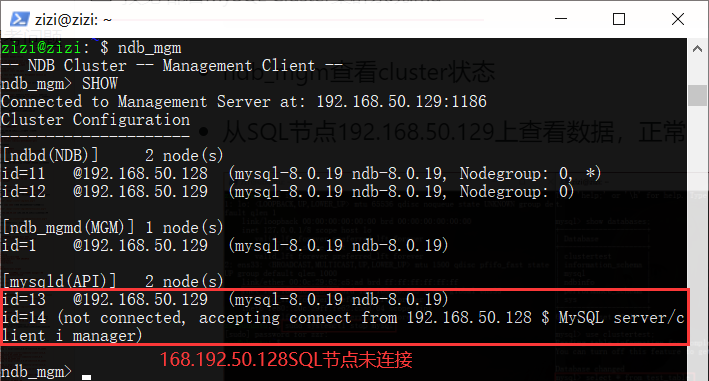 zizi@zizi: ~
zizi@zizi: $ ndb_mgm
-- NDB Cluster -- Management Client --
ndb_mgm> SHOW
ndb_mgm查看cluster状态
Connected to Management Server at: 192.168.50.129:1186
Cluster Configuration
---------------------
从SQL节点192.168.50.129上查看数据，正常
[ndbd(NDB)]     2 node(s)
id=11   @192.168.50.128  (mysql-8.0.19 ndb-8.0.19, Nodegroup: 0, *)
id=12   @192.168.50.129  (mysql-8.0.19 ndb-8.0.19, Nodegroup: 0)
[ndb_mgmd(MGM)] 1 node(s)
id=1    @192.168.50.129  (mysql-8.0.19 ndb-8.0.19)
[mysqld(API)]   2 node(s)
id=13   @192.168.50.129  (mysql-8.0.19 ndb-8.0.19)
id=14 (not connected, accepting connect from 192.168.50.128 $ MySQL server/c
lient i manager)
168.192.50.128SQL节点未连接
ndb_mgm>